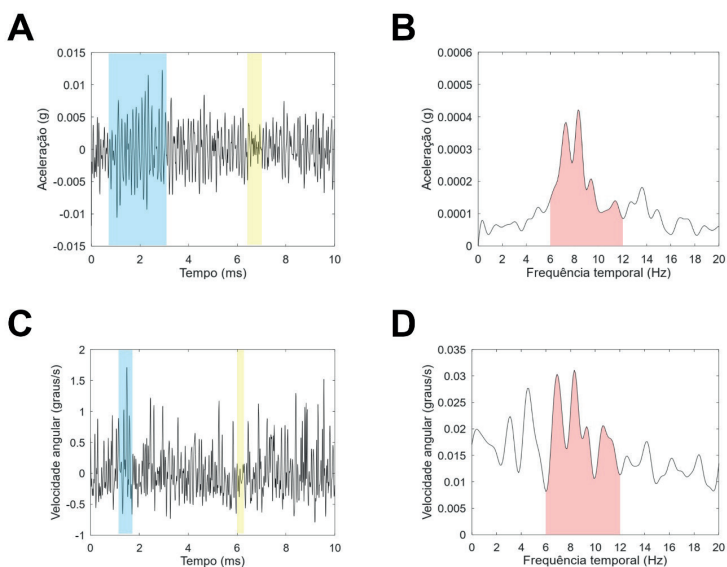 A
B
0.015
0.01
0.005
0
-0.005
-0.01
-0.015
Aceleração (g)
0 2 4 6 8 10
Tempo (ms)
0.0006
0.0005
0.0004
0.0003
0.0002
0.0001
0
Aceleração (g)
0 2 4 6 8 10 12 14 16 18 20
Frequência temporal (Hz)
C
D
2
1.5
1
0.5
0
-0.5
-1
Velocidade angular (graus/s)
0 2 4 6 8 10
Tempo (ms)
0.035
0.03
0.025
0.02
0.015
0.01
0.005
0
Velocidade angular (graus/s)
0 2 4 6 8 10 12 14 16 18 20
Frequência temporal (Hz)